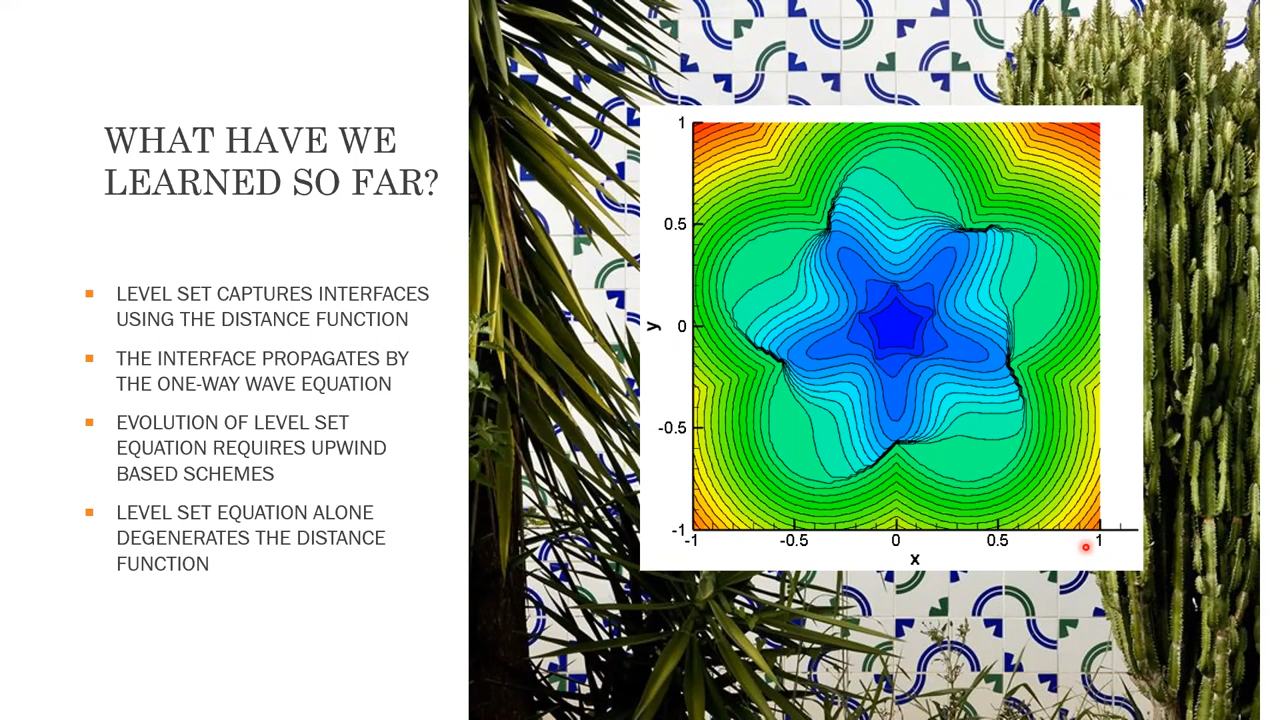 WHAT HAVE WE
LEARNED SO FAR?
LEVEL SET CAPTURES INTERFACES
USING THE DISTANCE FUNCTION
THE INTERFACE PROPAGATES BY
THE ONE-WAY WAVE EQUATION
EVOLUTION OF LEVEL SET
EQUATION REQUIRES UPWIND
BASED SCHEMES
LEVEL SET EQUATION ALONE
DEGENERATES THE DISTANCE
FUNCTION
1
0.5
y
0
-0.5
-1
-1 -0.5 0 0.5 1
x